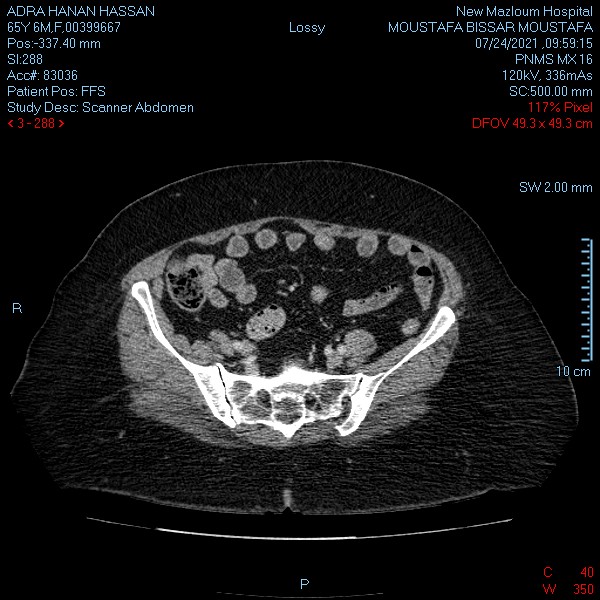 ADRA HANAN HASSAN
65Y 6M,F,00399667
Pos:-337.40 mm
SI:288
Acc#: 83036
Patient Pos: FFS
Study Desc: Scanner Abdomen
< 3 - 288 >
Lossy
New Mazloum Hospital
MOUSTAFA BISSAR MOUSTAFA
07/24/2021 ,09:59:15
PNMS MX 16
120kV, 336mAs
SC:500.00 mm
117% Pixel
DFOV 49.3 x 49.3 cm
SW 2.00 mm
R
10 cm
P
C 40
W 350